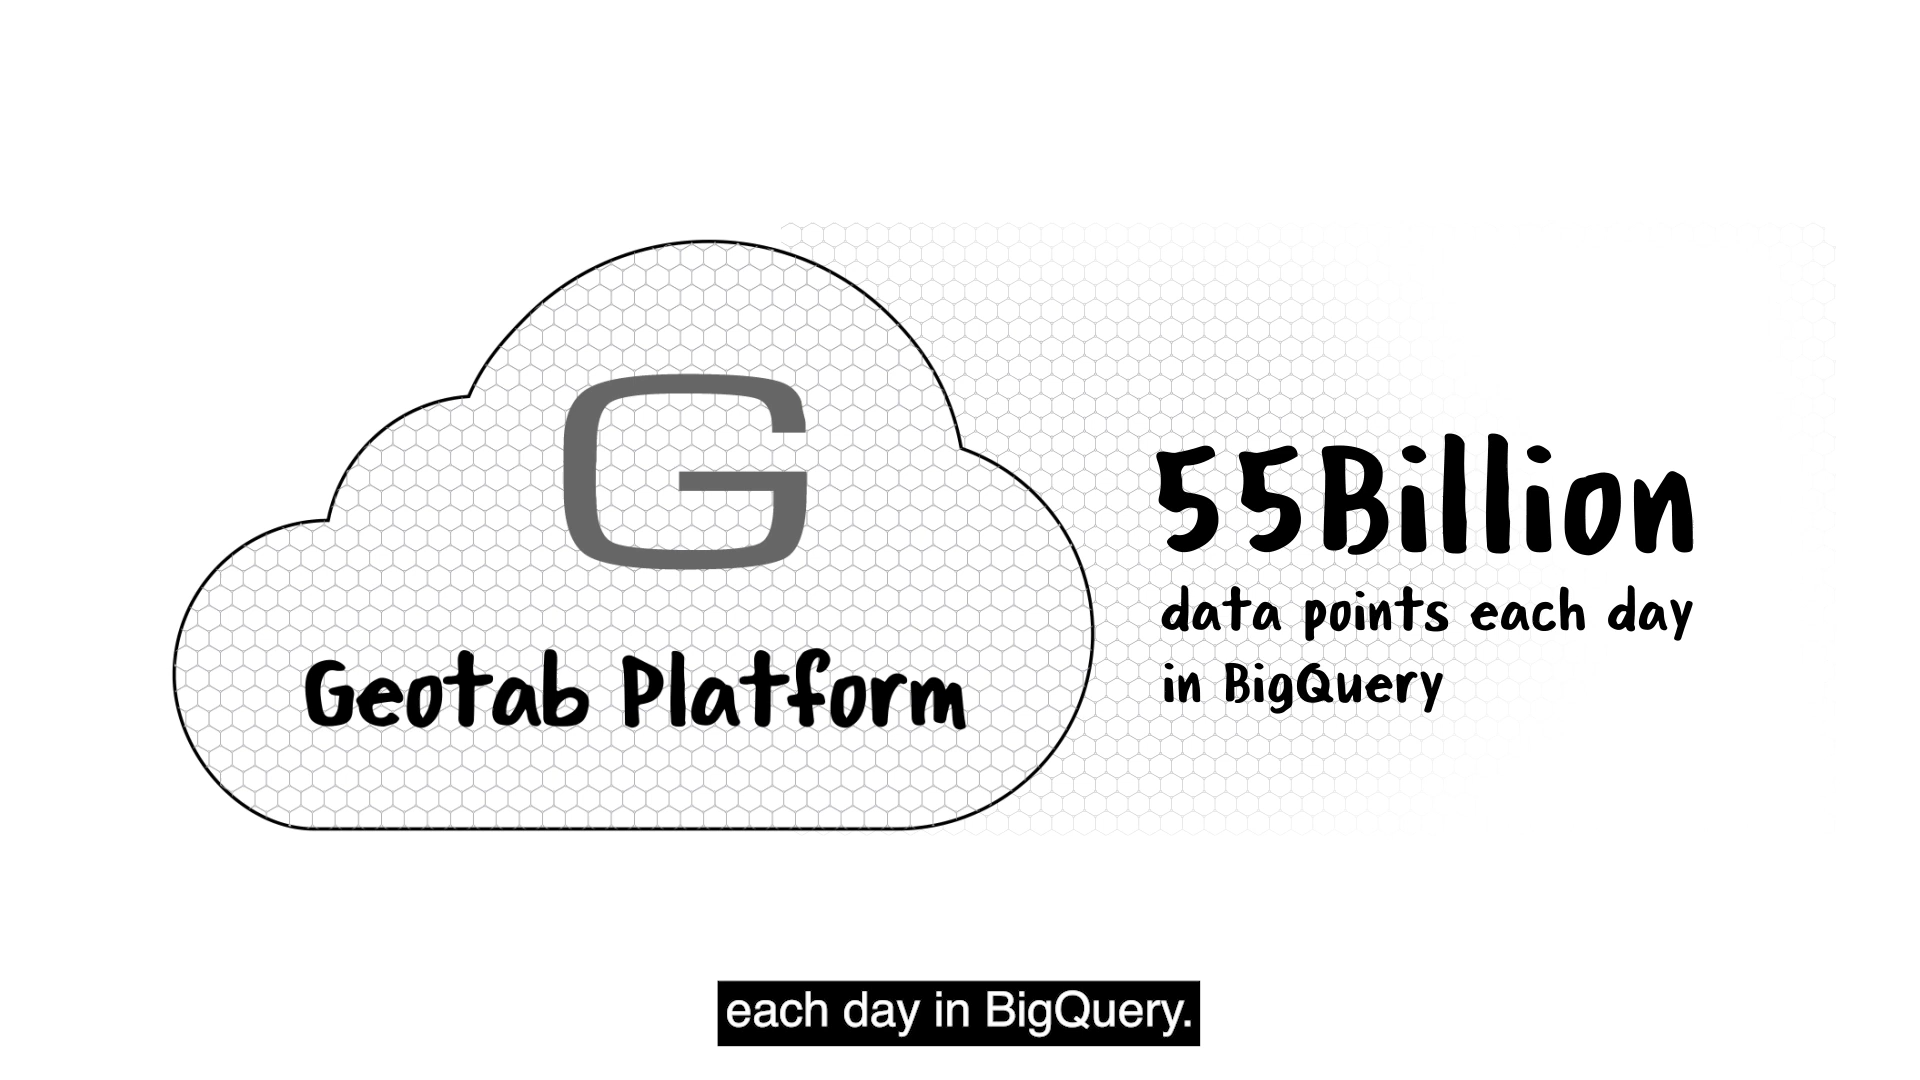 G
Geotab Platform
55Billion
data points each day
in BigQuery
each day in BigQuery.